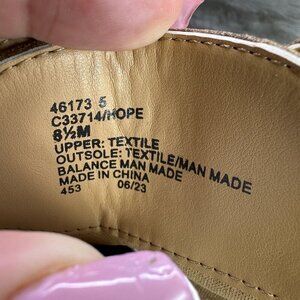 46173 5
C33714/HOPE
8½M
UPPER: TEXTILE
OUTSOLE: TEXTILE/MAN MADE
BALANCE MAN MADE
MADE IN CHINA
453 06/23